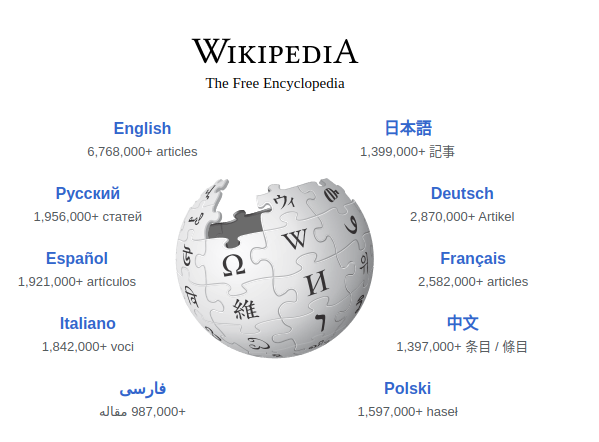 WIKIPEDIA
The Free Encyclopedia
English
6,768,000+ articles
日本語
1,399,000+ 記事
Русский
1,956,000+ статей
Deutsch
2,870,000+ Artikel
Español
1,921,000+ artículos
Français
2,582,000+ articles
Italiano
1,842,000+ voci
中文
1,397,000+ 条目 / 條目
فارسی
987,000+ مقاله
Polski
1,597,000+ haseł
ウィ
W
Ω
И
維